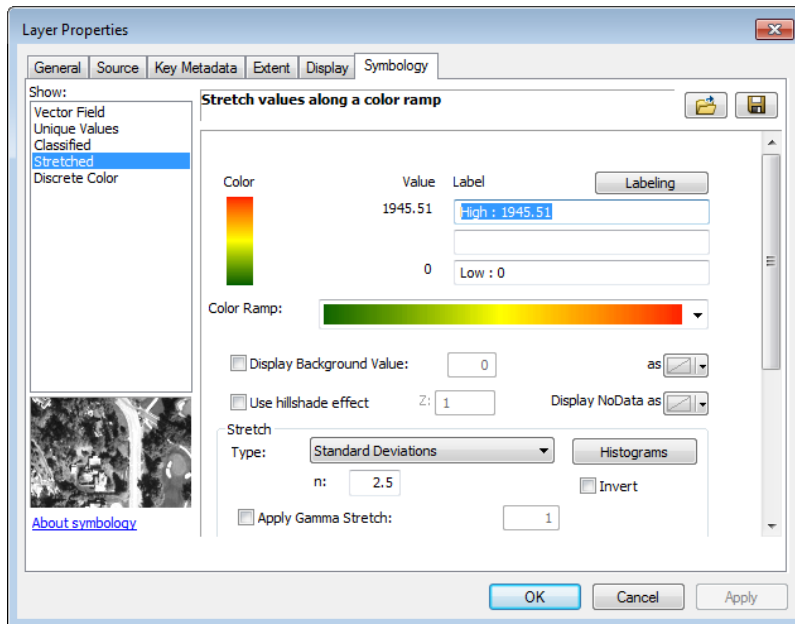 Layer Properties
General Source Key Metadata Extent Display Symbology
Show:
Vector Field
Unique Values
Classified
Stretched
Discrete Color
About symbology
Stretch values along a color ramp
Color Value Label Labeling
1945.51 High : 1945.51
0 Low : 0
Color Ramp:
Display Background Value: 0 as
Use hillshade effect Z: 1 Display NoData as
Stretch
Type: Standard Deviations Histograms
n: 2.5 Invert
Apply Gamma Stretch: 1
OK Cancel Apply